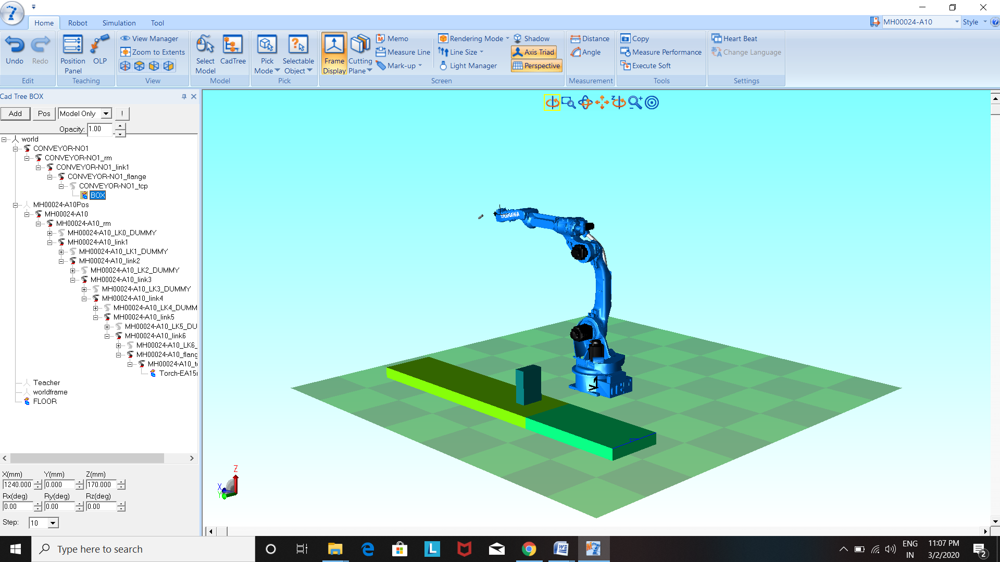 Home Robot Simulation Tool MH00024-A10 Style
Undo Redo
Edit
Position Panel OLP
Teaching
View Manager
Zoom to Extents
View
Select Model CadTree
Model
Pick Mode Selectable Object
Pick
Frame Display Cutting Plane
Memo
Measure Line
Mark-up
Rendering Mode
Line Size
Light Manager
Shadow
Axis Triad
Perspective
Screen
Distance
Angle
Measurement
Copy
Measure Performance
Execute Soft
Tools
Heart Beat
Change Language
Settings
Cad Tree BOX
Add Pos Model Only !
Opacity: 1.00
world
CONVEYOR-NO1
CONVEYOR-NO1_rm
CONVEYOR-NO1_link1
CONVEYOR-NO1_flange
CONVEYOR-NO1_tcp
BOX
MH00024-A10Pos
MH00024-A10
MH00024-A10_rm
MH00024-A10_LK0_DUMMY
MH00024-A10_link1
MH00024-A10_LK1_DUMMY
MH00024-A10_link2
MH00024-A10_LK2_DUMMY
MH00024-A10_link3
MH00024-A10_LK3_DUMMY
MH00024-A10_link4
MH00024-A10_LK4_DUMM
MH00024-A10_link5
MH00024-A10_LK5_DU
MH00024-A10_link6
MH00024-A10_LK6_
MH00024-A10_flang
MH00024-A10_t
Torch-EA15
Teacher
worldframe
FLOOR
X(mm) Y(mm) Z(mm)
1240.000 0.000 170.000
Rx(deg) Ry(deg) Rz(deg)
0.00 0.00 0.00
Step: 10
YASKAWA
Z
X
Y
Type here to search
ENG
IN
11:07 PM
3/2/2020
2